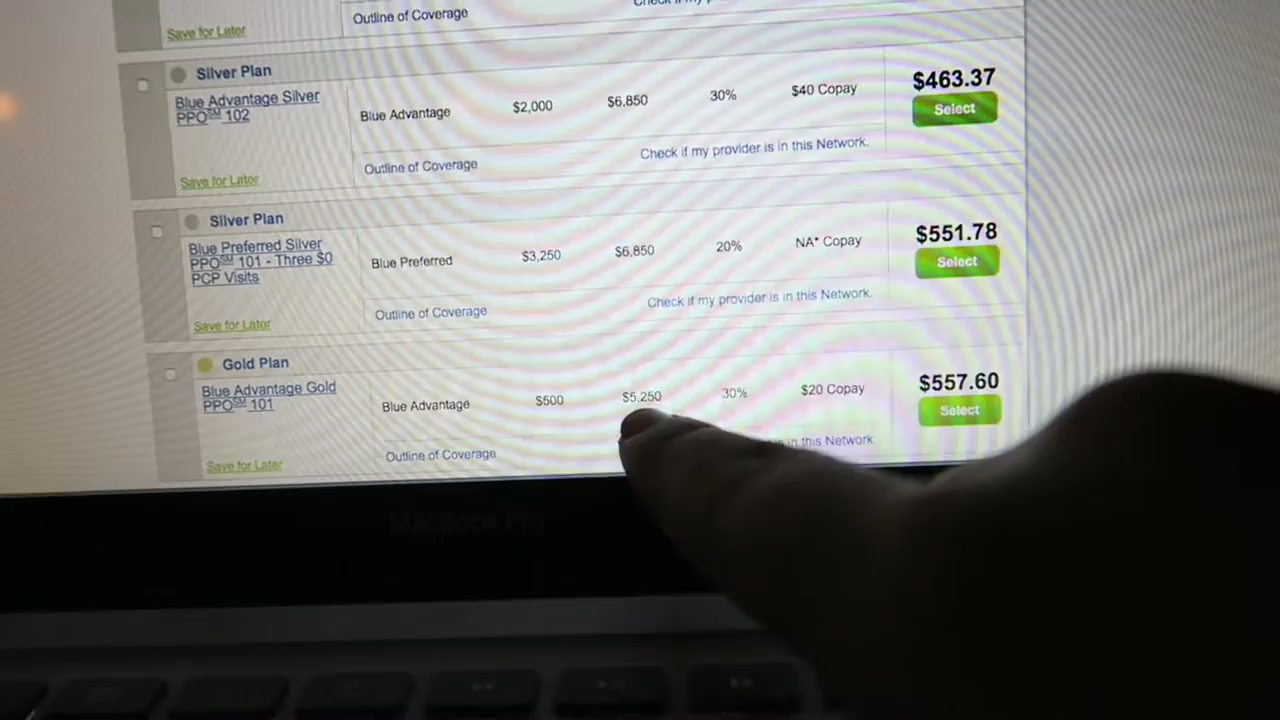 Outline of Coverage
Save for Later
Silver Plan
Blue Advantage Silver
PPO℠ 102
Blue Advantage
$2,000
$6,850
30%
$40 Copay
$463.37
Select
Outline of Coverage
Check if my provider is in this Network.
Save for Later
Silver Plan
Blue Preferred Silver
PPO℠ 101 - Three $0
PCP Visits
Blue Preferred
$3,250
$6,850
20%
NA* Copay
$551.78
Select
Outline of Coverage
Check if my provider is in this Network.
Save for Later
Gold Plan
Blue Advantage Gold
PPO℠ 101
Blue Advantage
$500
$5,250
30%
$20 Copay
$557.60
Select
Outline of Coverage
in this Network
Save for Later
MacBook Pro